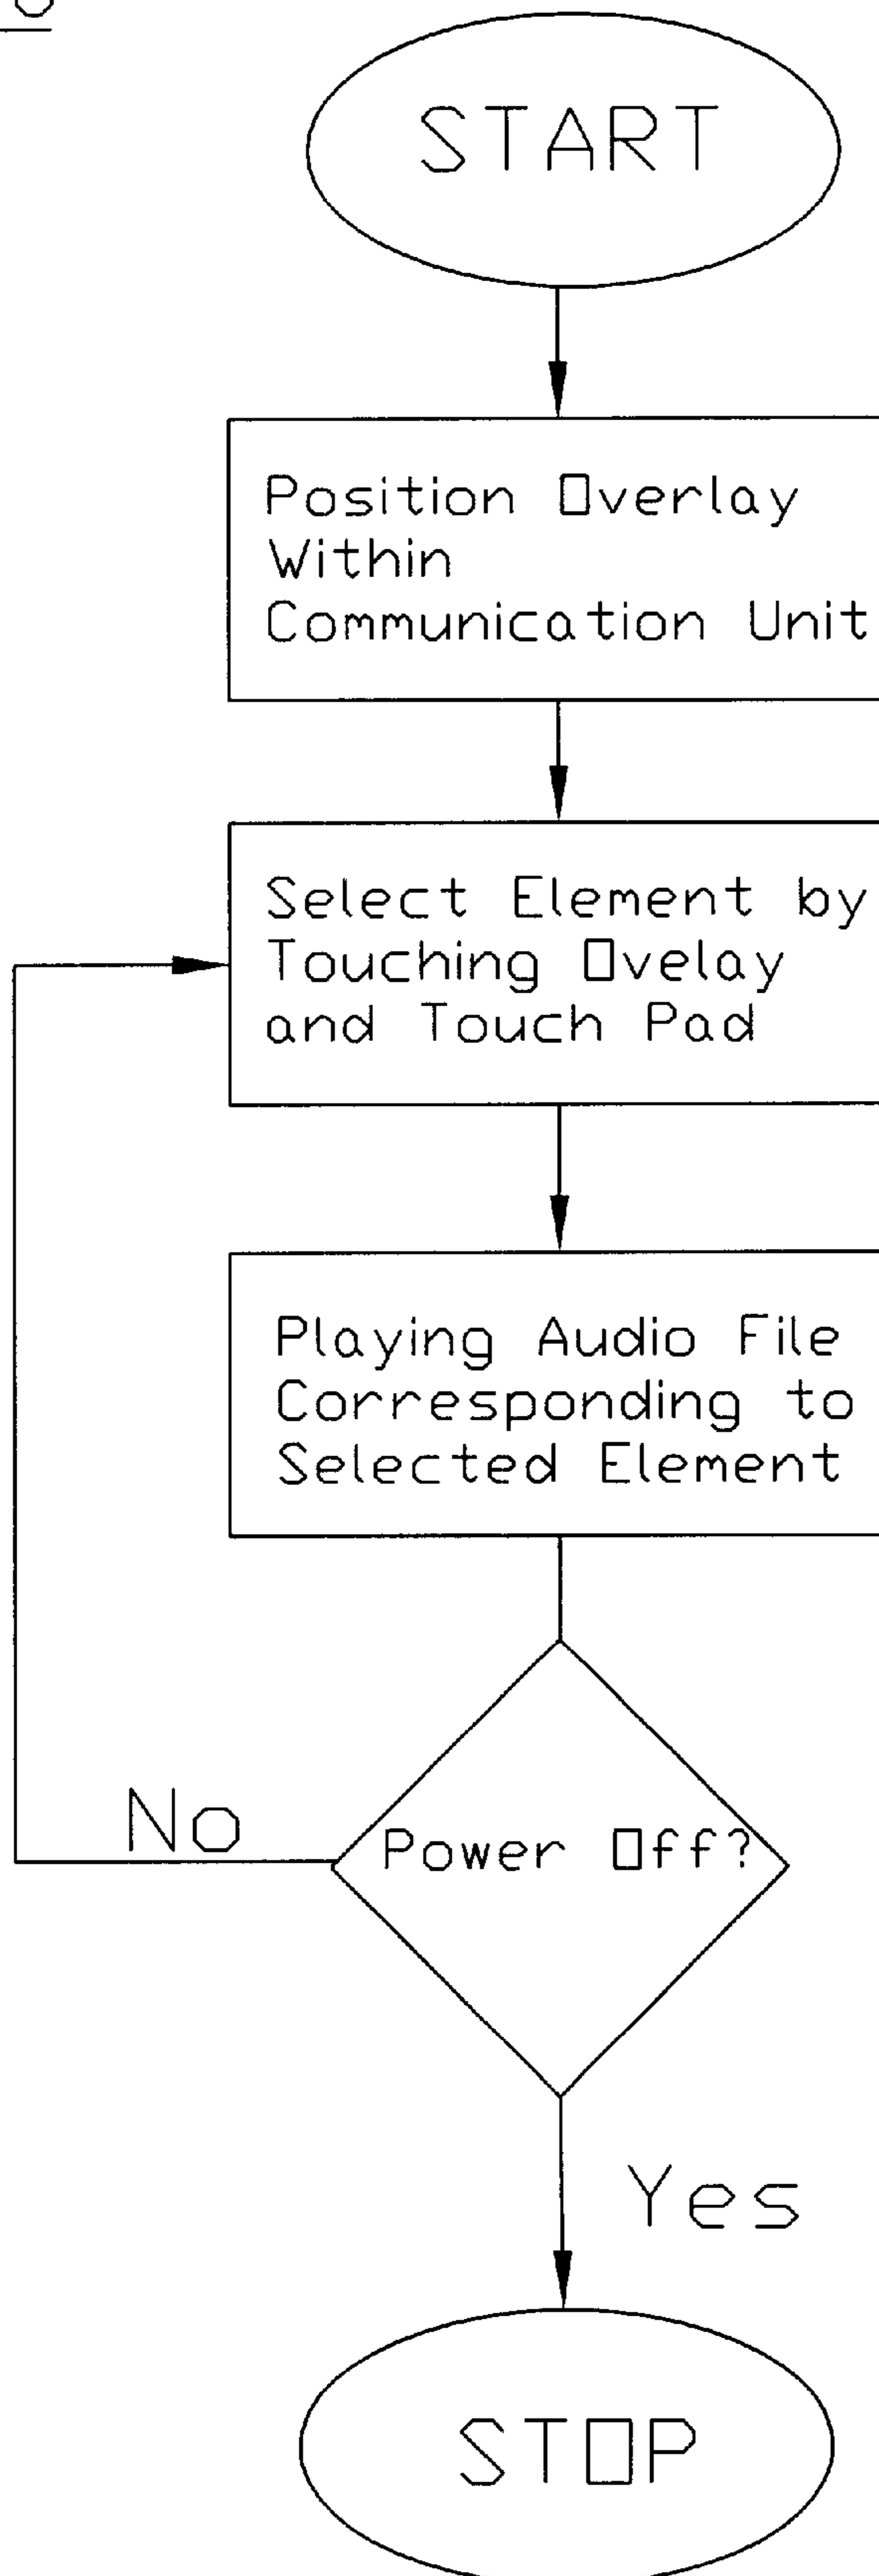 START
Position Overlay
Within
Communication Unit
Select Element by
Touching Ovelay
and Touch Pad
Playing Audio File
Corresponding to
Selected Element
No
Power Off?
Yes
STOP